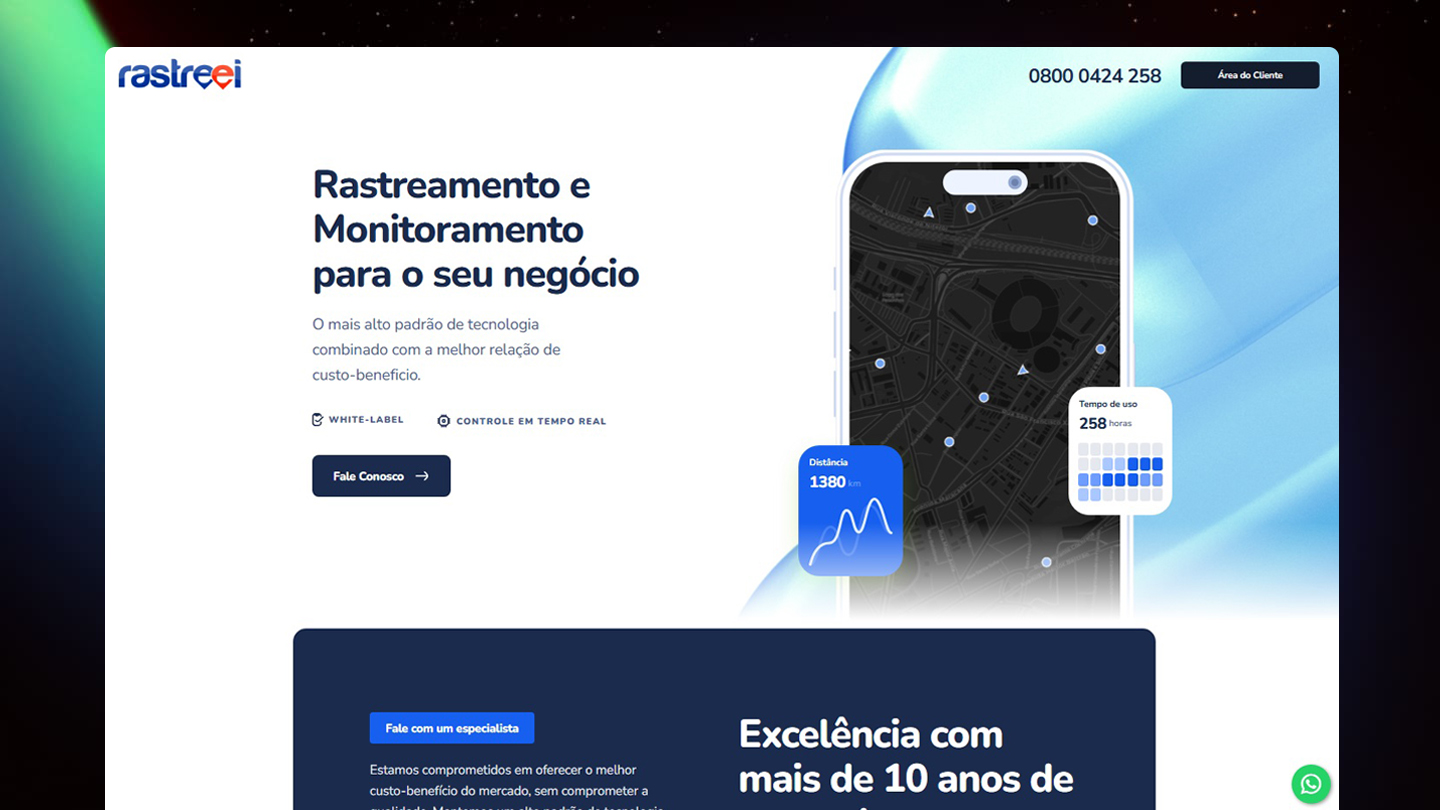 rastreei
0800 0424 258
Área do Cliente
Rastreamento e
Monitoramento
para o seu negócio
O mais alto padrão de tecnologia
combinado com a melhor relação de
custo-beneficio.
WHITE-LABEL
CONTROLE EM TEMPO REAL
Fale Conosco
Tempo de uso
258 horas
Distância
1380 km
Fale com um especialista
Estamos comprometidos em oferecer o melhor
custo-benefício do mercado, sem comprometer a
Excelência com
mais de 10 anos de